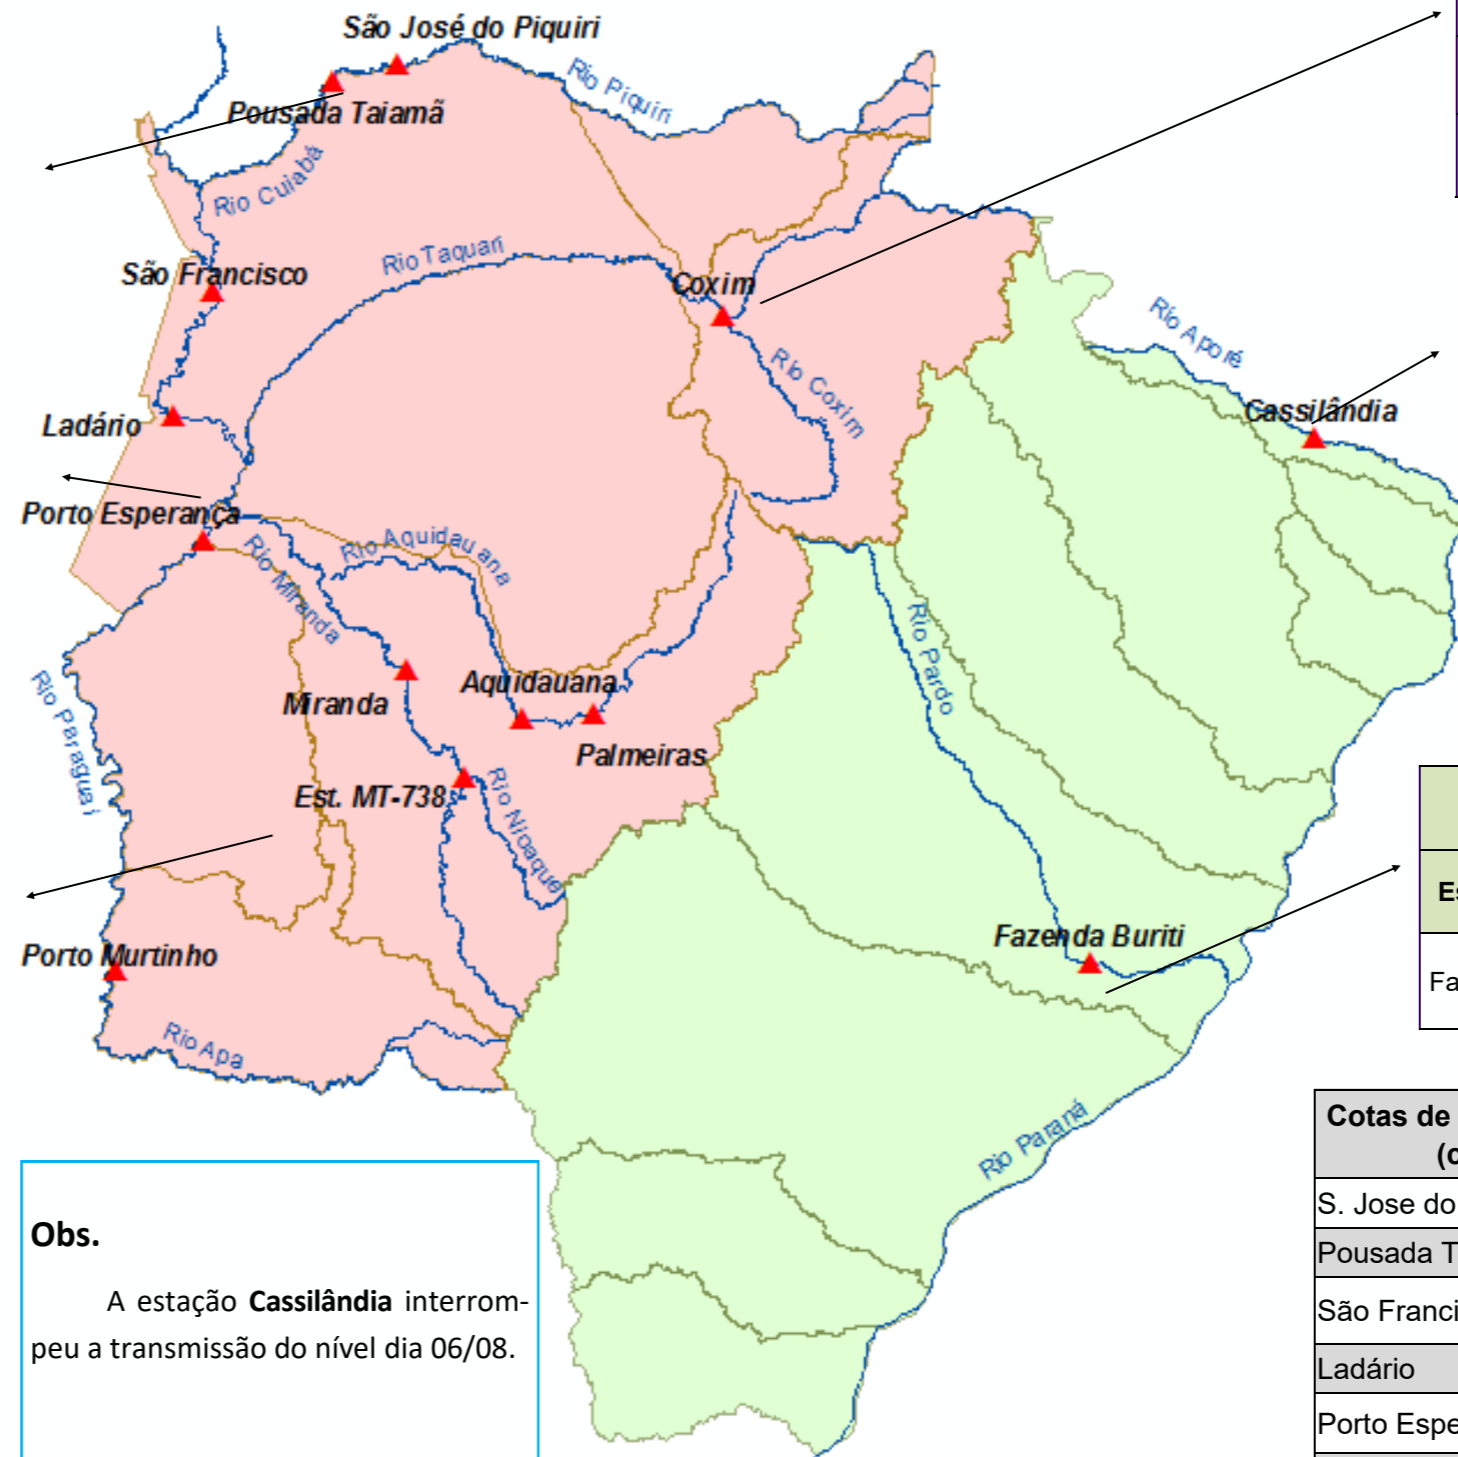 São José do Piquiri
Rio Piquiri
Pousada Taiamã
Rio Cuiabá
Rio Taquari
São Francisco
Coxim
Rio Aporé
Rio Coxim
Cassilândia
Ladário
Porto Esperança
Rio Aquidauana
Rio Miranda
Rio Pardo
Aquidauana
Miranda
Rio Paraguai
Palmeiras
Est. MT-738
Rio Nioaque
Es
Fazenda Buriti
Porto Murtinho
Fa
Rio Apa
Rio Paraná
Cotas de
(c
S. Jose do
Pousada T
São Franci
Ladário
Porto Espe
Obs.
A estação Cassilândia interrom-
peu a transmissão do nível dia 06/08.